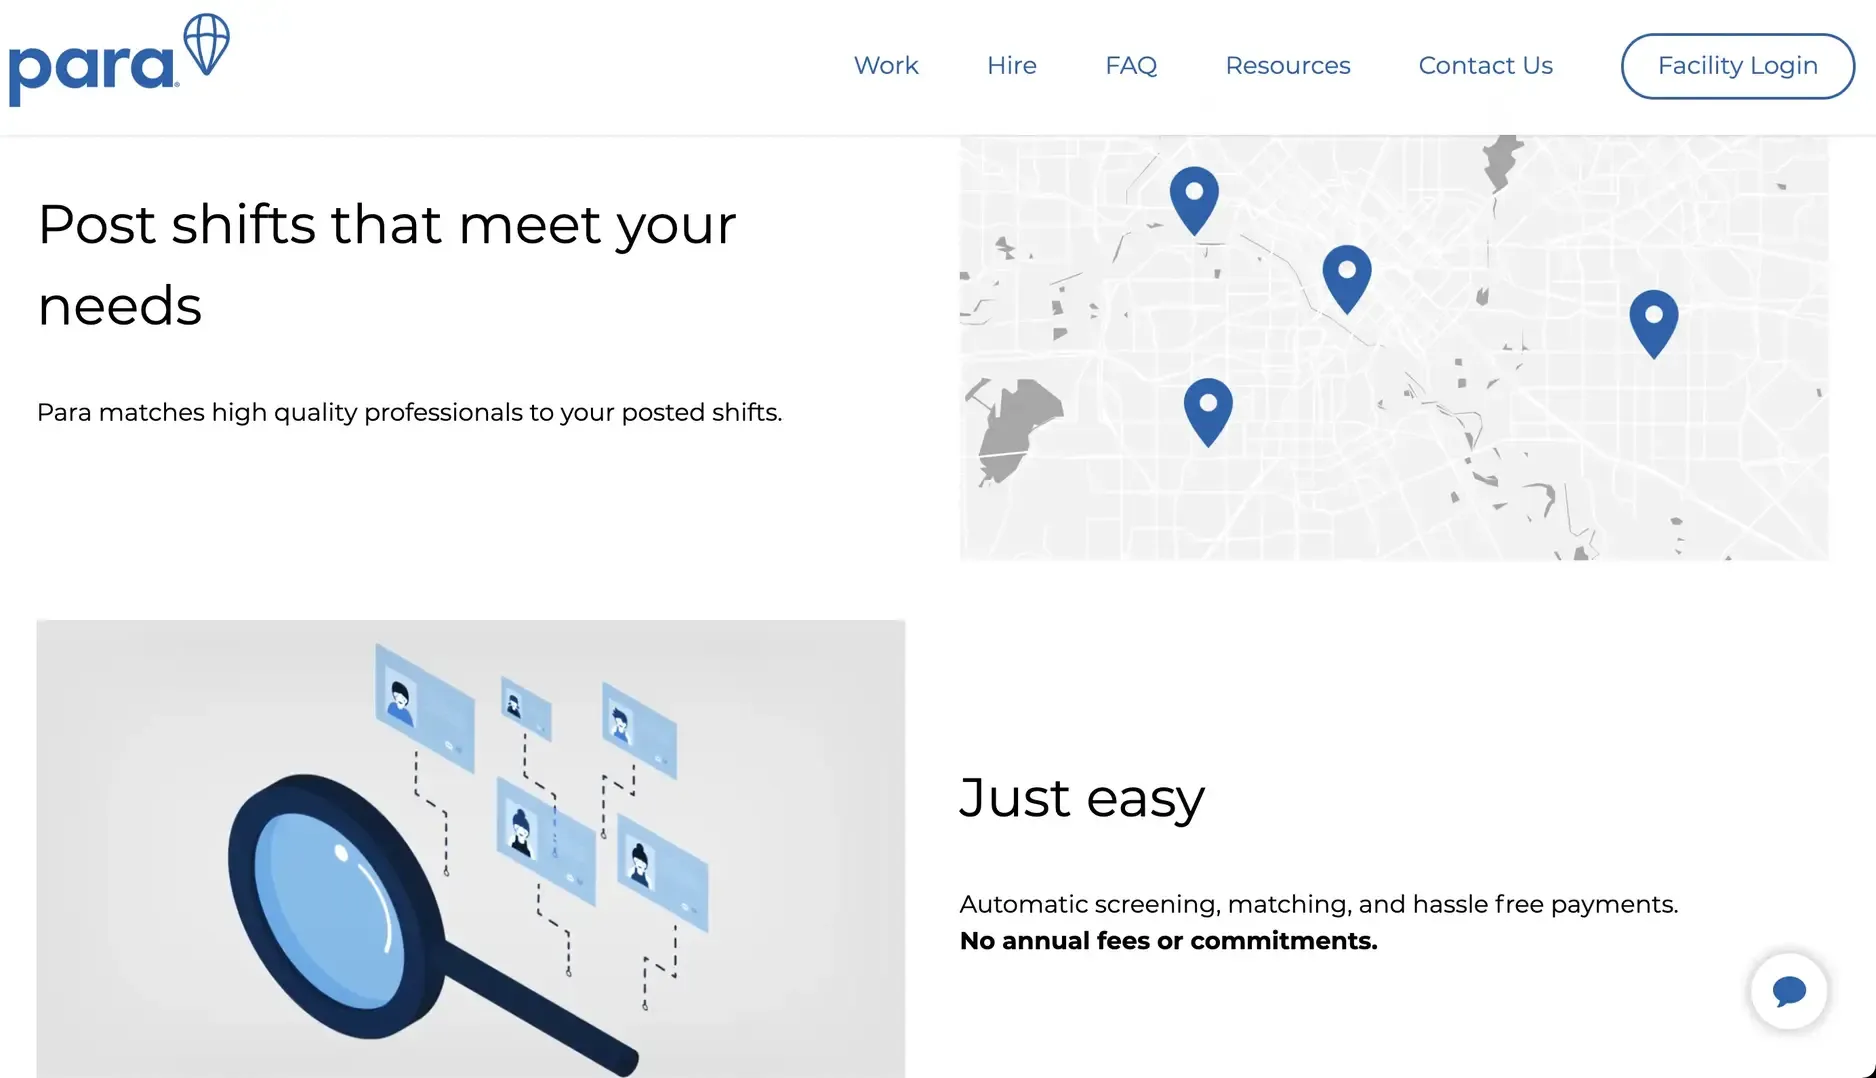 para
Work
Hire
FAQ
Resources
Contact Us
Facility Login
Post shifts that meet your
needs
Para matches high quality professionals to your posted shifts.
Just easy
Automatic screening, matching, and hassle free payments.
No annual fees or commitments.